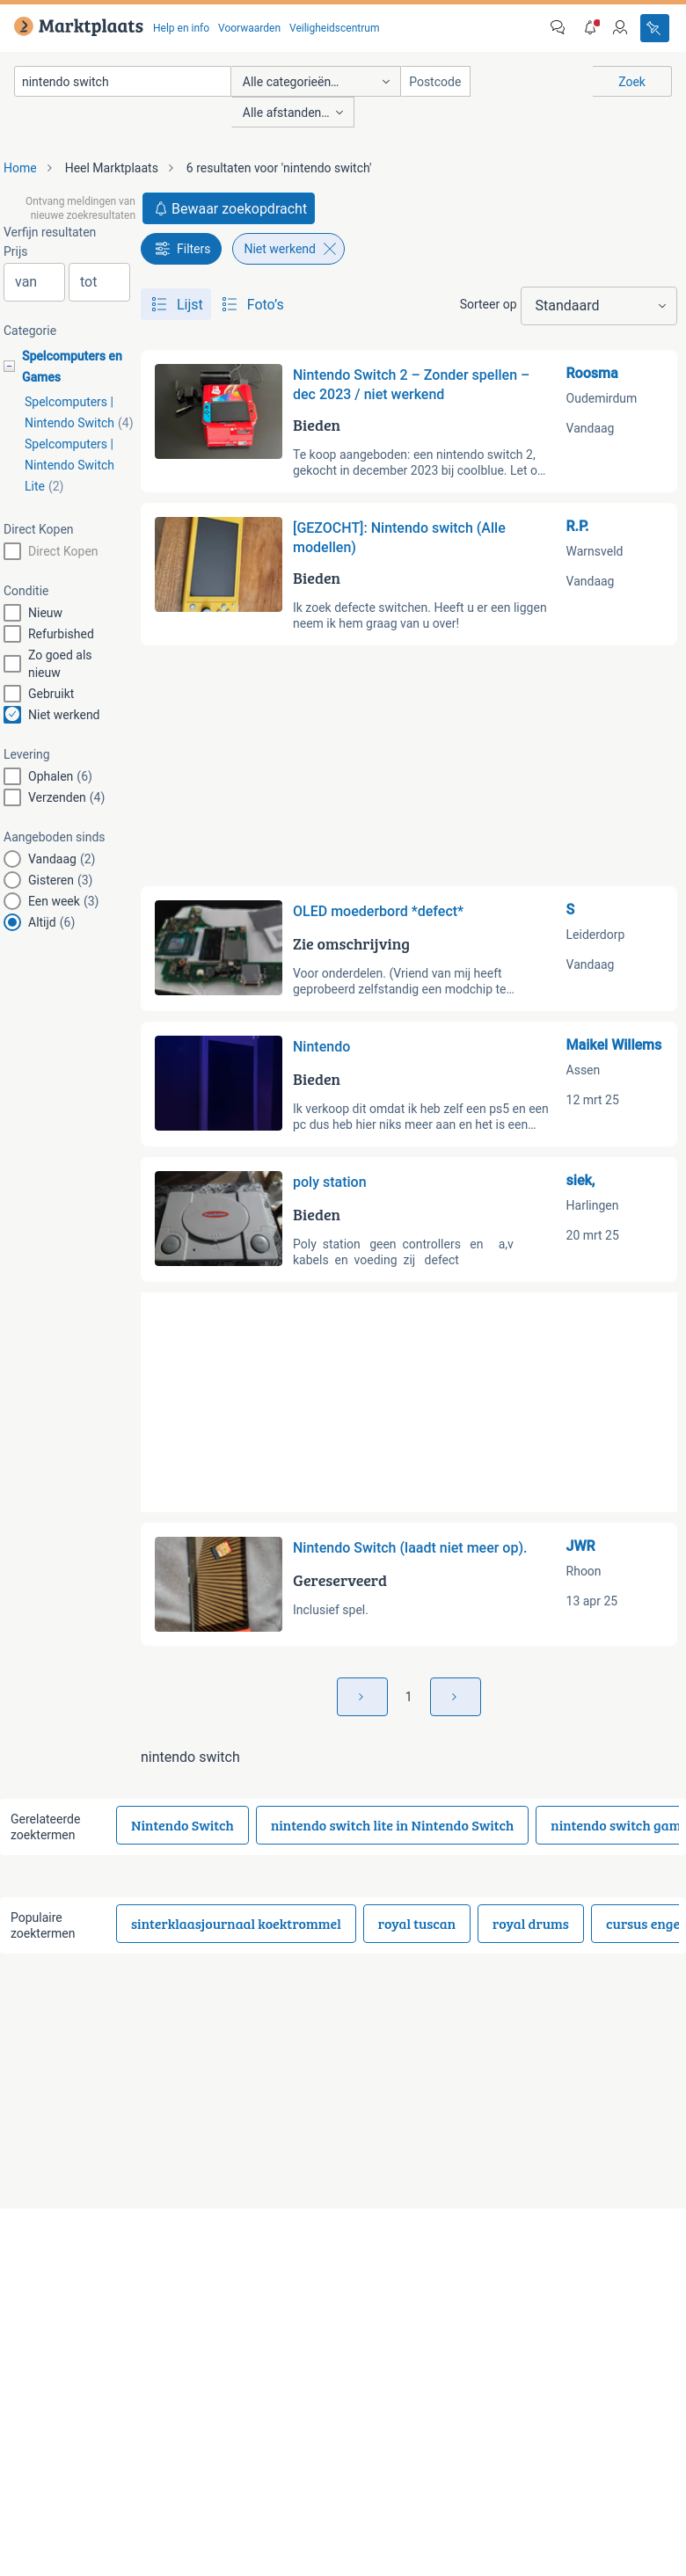 Marktplaats Help en info Voorwaarden Veiligheidscentrum
nintendo switch Alle categorieën... Postcode Zoek
Alle afstanden...
Home Heel Marktplaats 6 resultaten voor 'nintendo switch'
Ontvang meldingen van
nieuwe zoekresultaten
Bewaar zoekopdracht
Verfijn resultaten
Prijs
van tot
Categorie
Spelcomputers en
Games
Spelcomputers |
Nintendo Switch (4)
Spelcomputers |
Nintendo Switch
Lite (2)
Direct Kopen
Direct Kopen
Conditie
Nieuw
Refurbished
Zo goed als
nieuw
Gebruikt
Niet werkend
Levering
Ophalen (6)
Verzenden (4)
Aangeboden sinds
Vandaag (2)
Gisteren (3)
Een week (3)
Altijd (6)
Filters Niet werkend
Lijst Foto's Sorteer op Standaard
Nintendo Switch 2 – Zonder spellen –
dec 2023 / niet werkend
Bieden
Te koop aangeboden: een nintendo switch 2,
gekocht in december 2023 bij coolblue. Let o...
Roosma
Oudemirdum
Vandaag
[GEZOCHT]: Nintendo switch (Alle
modellen)
Bieden
Ik zoek defecte switchen. Heeft u er een liggen
neem ik hem graag van u over!
R.P.
Warnsveld
Vandaag
OLED moederbord *defect*
Zie omschrijving
Voor onderdelen. (Vriend van mij heeft
geprobeerd zelfstandig een modchip te...
S
Leiderdorp
Vandaag
Nintendo
Bieden
Ik verkoop dit omdat ik heb zelf een ps5 en een
pc dus heb hier niks meer aan en het is een...
Maikel Willems
Assen
12 mrt 25
poly station
Bieden
Poly station geen controllers en a,v
kabels en voeding zij defect
siek,
Harlingen
20 mrt 25
Nintendo Switch (laadt niet meer op).
Gereserveerd
Inclusief spel.
JWR
Rhoon
13 apr 25
1
nintendo switch
Gerelateerde
zoektermen
Nintendo Switch nintendo switch lite in Nintendo Switch nintendo switch gam
Populaire
zoektermen
sinterklaasjournaal koektrommel royal tuscan royal drums cursus enge